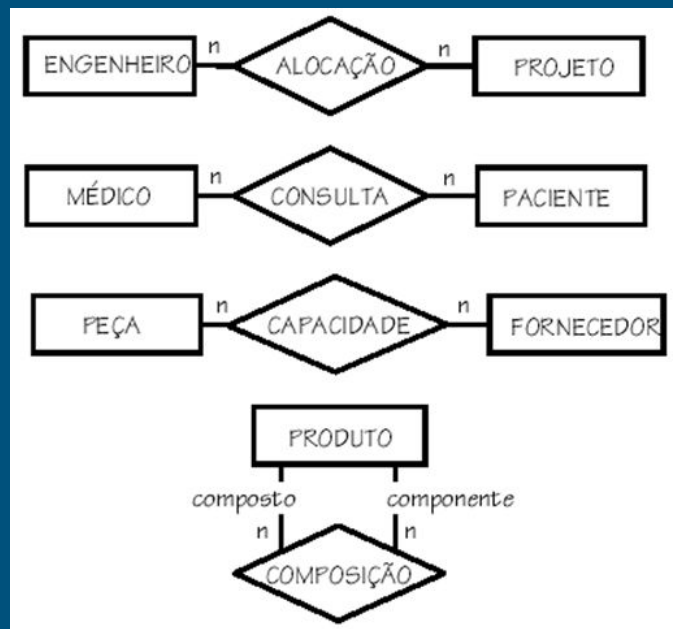 n n
ENGENHEIRO ALOCAÇÃO PROJETO
n n
MÉDICO CONSULTA PACIENTE
n n
PEÇA CAPACIDADE FORNECEDOR
PRODUTO
composto componente
n n
COMPOSIÇÃO